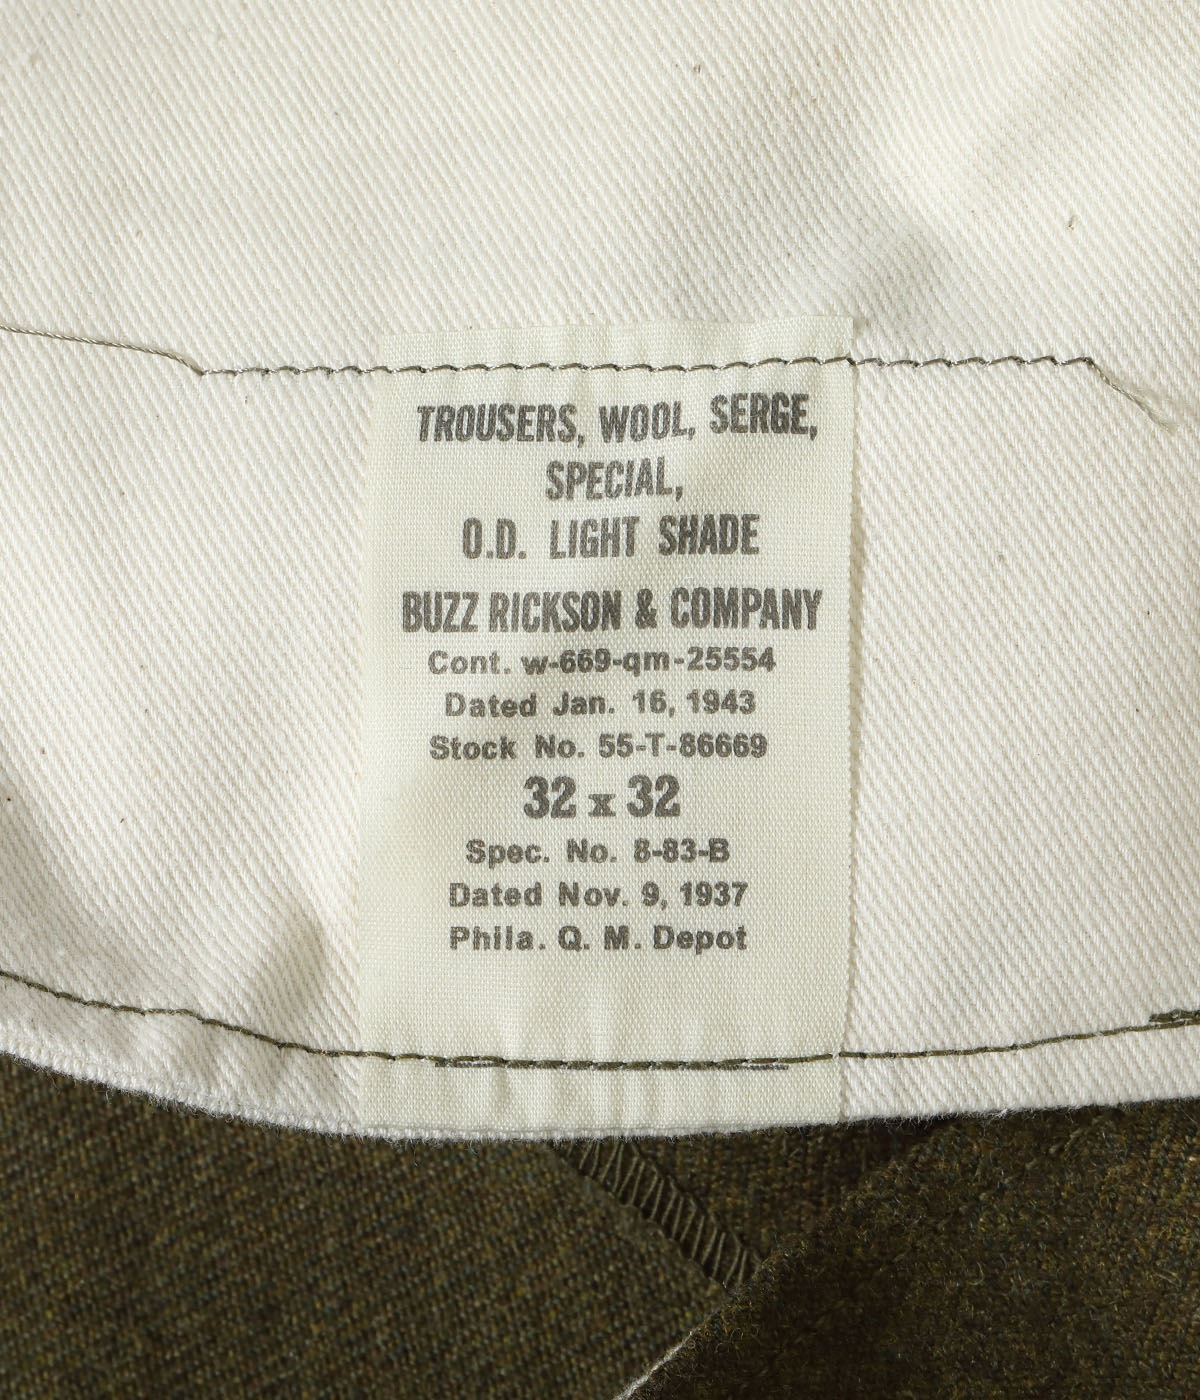 TROUSERS, WOOL, SERGE,
SPECIAL,
O.D. LIGHT SHADE
BUZZ RICKSON & COMPANY
Cont. w-669-qm-25554
Dated Jan. 16, 1943
Stock No. 55-T-86669
32 x 32
Spec. No. 8-83-B
Dated Nov. 9, 1937
Phila. Q. M. Depot